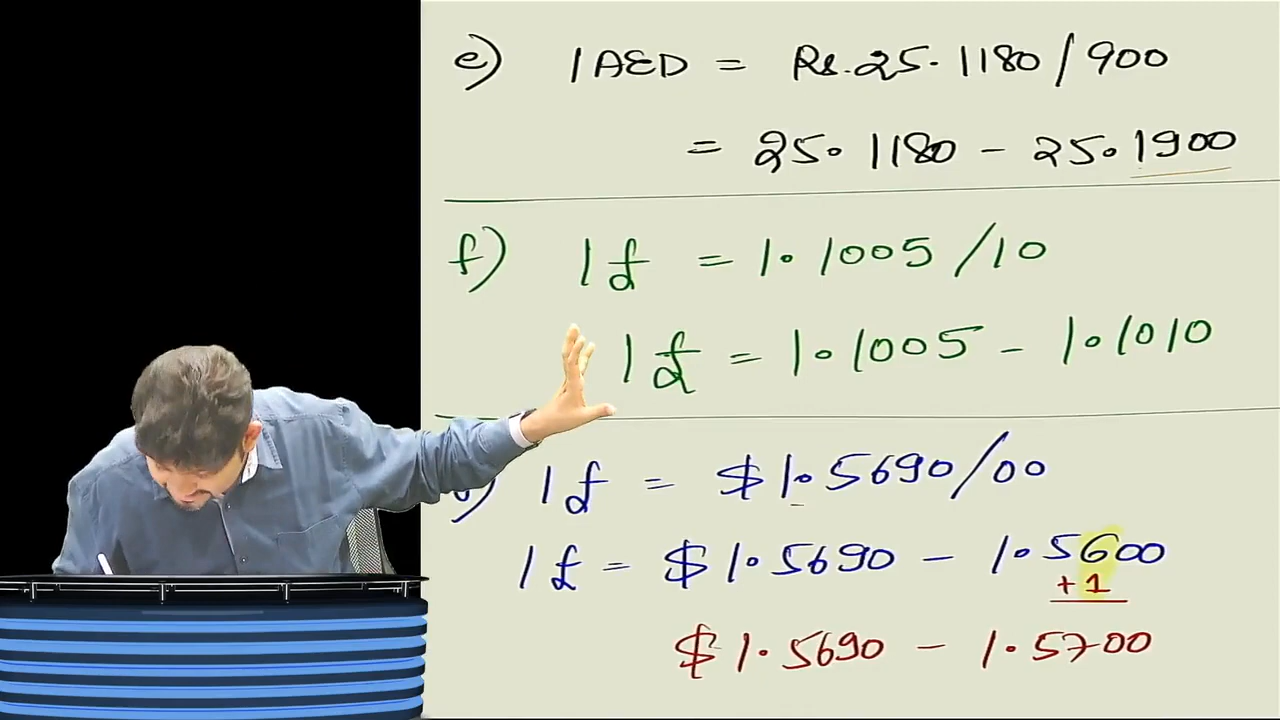 e) 1 AED = Rs. 25.1180/900
= 25.1180 - 25.1900
f) 1 £ = 1.1005/10
1 £ = 1.1005 - 1.1010
1 £ = $ 1.5690/00
1 £ = $ 1.5690 - 1.5600
+1
$ 1.5690 - 1.5700